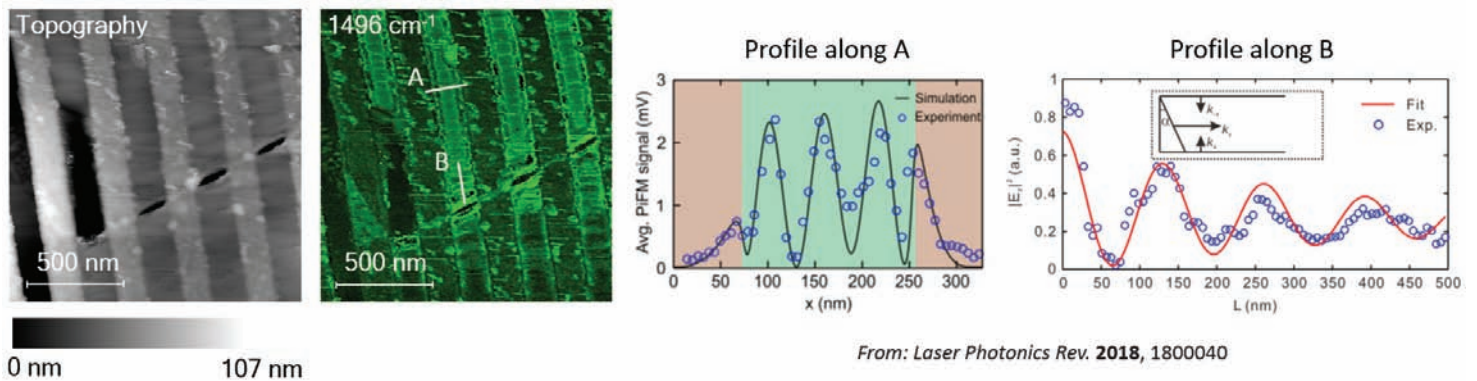 Topography
500 nm
0 nm
107 nm
1496 cm⁻¹
A
B
500 nm
Profile along A
Avg. PiFM signal (mV)
3
2
1
0
Simulation
Experiment
0 50 100 150 200 250 300
x (nm)
Profile along B
|Eᵣ|² (a.u.)
1
0.8
0.6
0.4
0.2
0
α
Fit
Exp.
0 50 100 150 200 250 300 350 400 450 500
L (nm)
From: Laser Photonics Rev. 2018, 1800040